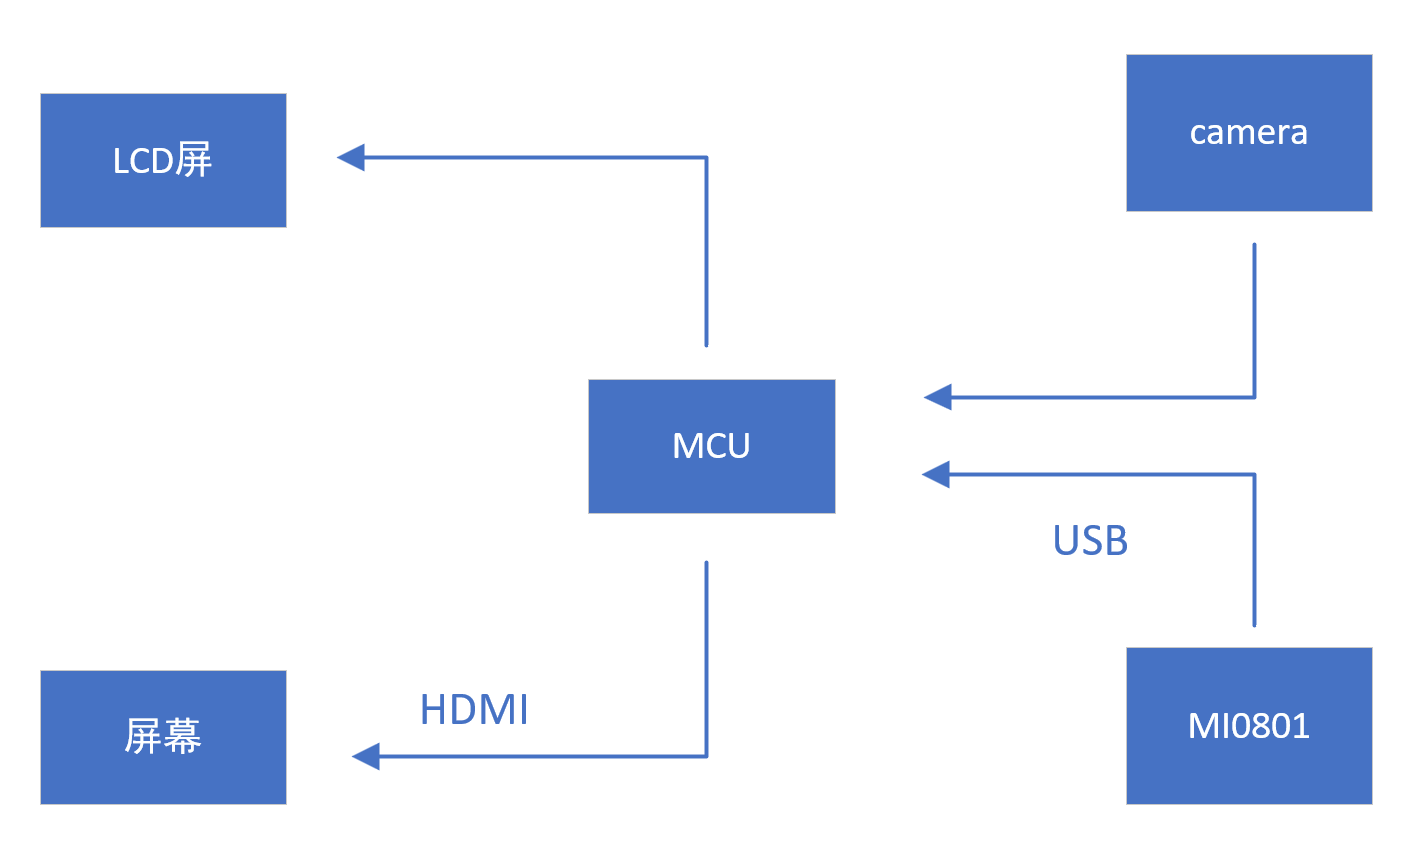 camera
LCD屏
MCU
USB
HDMI
MI0801
屏幕